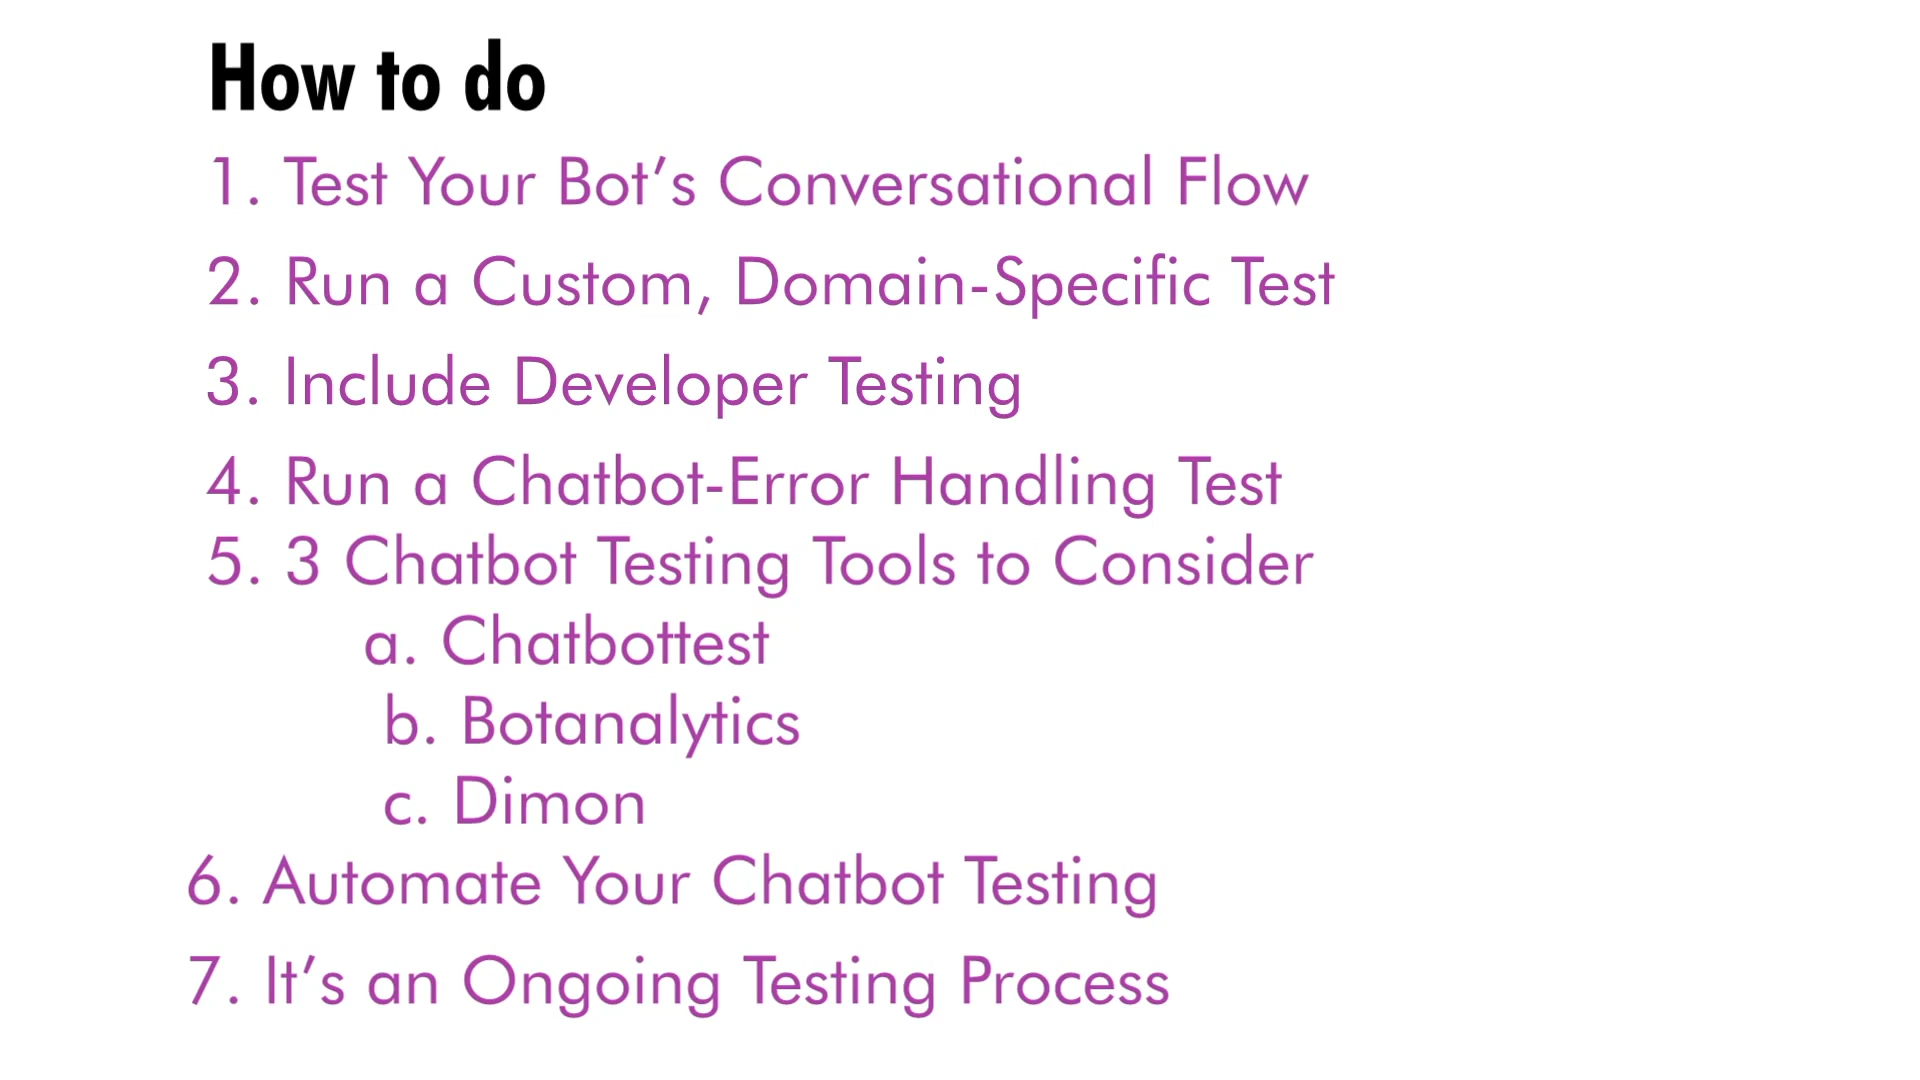 How to do
1. Test Your Bot’s Conversational Flow
2. Run a Custom, Domain-Specific Test
3. Include Developer Testing
4. Run a Chatbot-Error Handling Test
5. 3 Chatbot Testing Tools to Consider
a. Chatbottest
b. Botanalytics
c. Dimon
6. Automate Your Chatbot Testing
7. It’s an Ongoing Testing Process